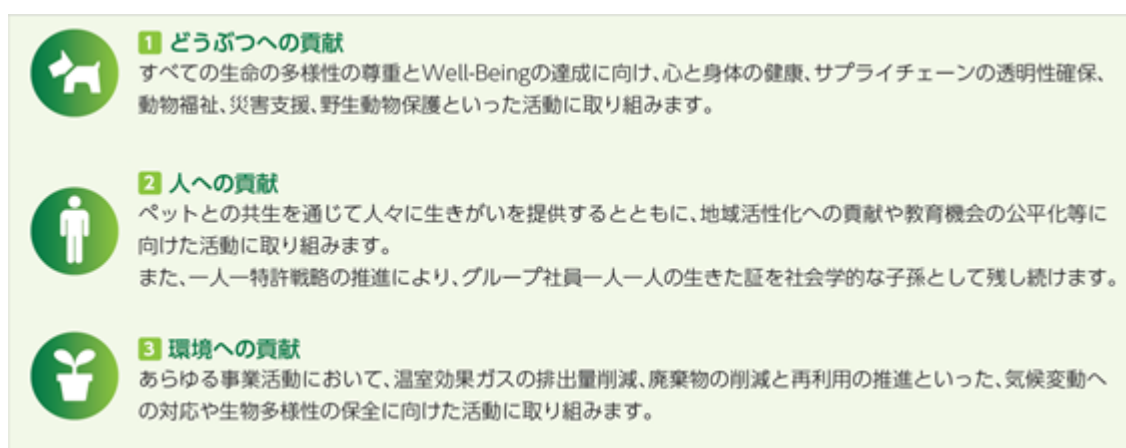 1 どうぶつへの貢献
すべての生命の多様性の尊重とWell-Beingの達成に向け、心と身体の健康、サプライチェーンの透明性確保、
動物福祉、災害支援、野生動物保護といった活動に取り組みます。
2 人への貢献
ペットとの共生を通じて人々に生きがいを提供するとともに、地域活性化への貢献や教育機会の公平化等に
向けた活動に取り組みます。
また、一人一特許戦略の推進により、グループ社員一人一人の生きた証を社会学的な子孫として残し続けます。
3 環境への貢献
あらゆる事業活動において、温室効果ガスの排出量削減、廃棄物の削減と再利用の推進といった、気候変動へ
の対応や生物多様性の保全に向けた活動に取り組みます。